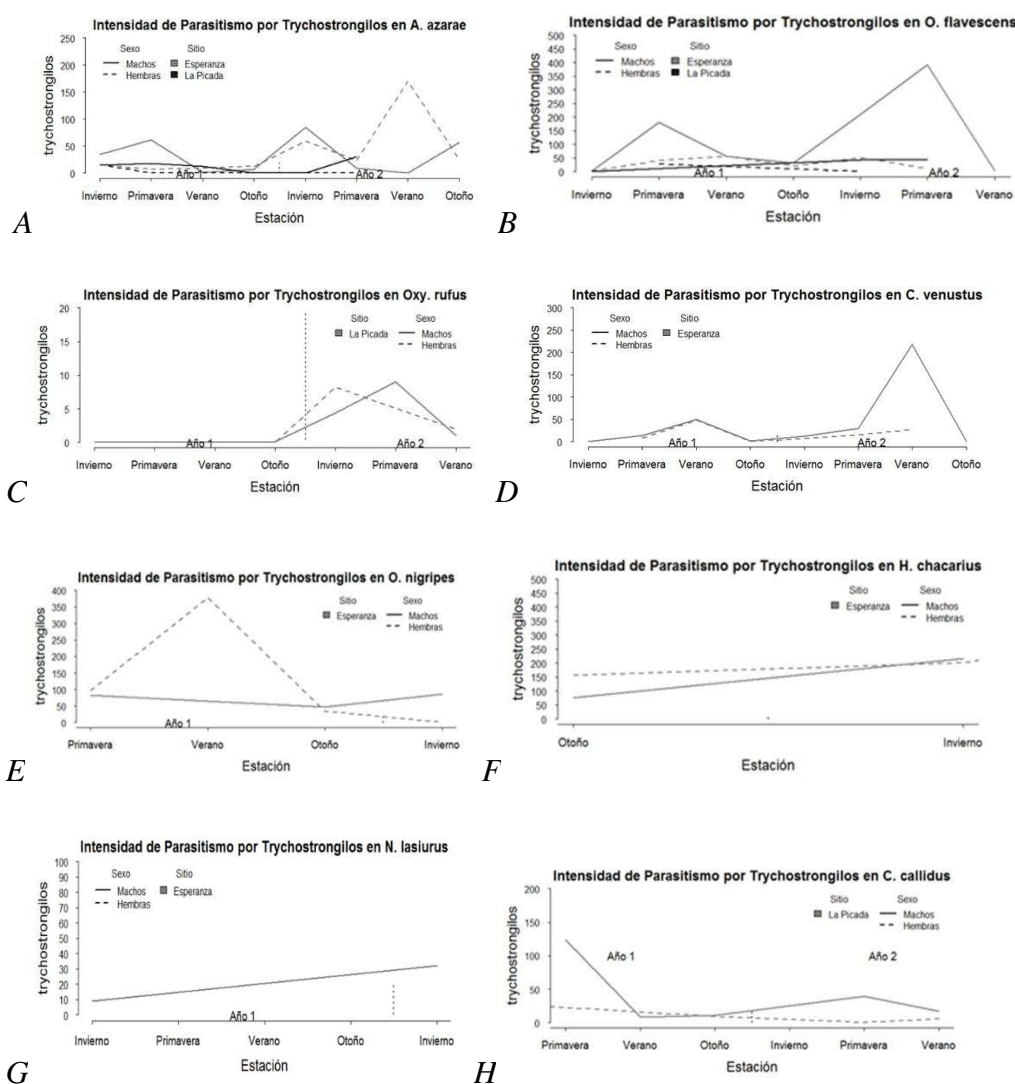 Intensidad de Parasitismo por Trychostrongilos en A. azarae
trychostrongilos
250
200
150
100
50
0
Sexo Sitio
Machos Esperanza
Hembras La Picada
Año 1 Año 2
Invierno Primavera Verano Otoño Invierno Primavera Verano Otoño
Estación
A
Intensidad de Parasitismo por Trychostrongilos en O. flavescens
trychostrongilos
500
450
400
350
300
250
200
150
100
50
0
Sexo Sitio
Machos Esperanza
Hembras La Picada
Año 1 Año 2
Invierno Primavera Verano Otoño Invierno Primavera Verano
Estación
B
Intensidad de Parasitismo por Trychostrongilos en Oxy. rufus
trychostrongilos
20
15
10
5
0
Sitio Sexo
La Picada Machos
Hembras
Año 1 Año 2
Invierno Primavera Verano Otoño Invierno Primavera Verano
Estación
C
Intensidad de Parasitismo por Trychostrongilos en C. venustus
trychostrongilos
300
250
200
150
100
50
0
Sexo Sitio
Machos Esperanza
Hembras
Año 1 Año 2
Invierno Primavera Verano Otoño Invierno Primavera Verano Otoño
Estación
D
Intensidad de Parasitismo por Trychostrongilos en O. nigripes
trychostrongilos
400
350
300
250
200
150
100
50
0
Sitio Sexo
Esperanza Machos
Hembras
Año 1
Primavera Verano Otoño Invierno
Estación
E
Intensidad de Parasitismo por Trychostrongilos en H. chacarius
trychostrongilos
500
450
400
350
300
250
200
150
100
50
0
Sitio Sexo
Esperanza Machos
Hembras
Otoño Invierno
Estación
F
Intensidad de Parasitismo por Trychostrongilos en N. lasiurus
trychostrongilos
100
90
80
70
60
50
40
30
20
10
0
Sexo Sitio
Machos Esperanza
Hembras
Año 1
Invierno Primavera Verano Otoño Invierno
Estación
G
Intensidad de Parasitismo por Trychostrongilos en C. callidus
trychostrongilos
200
150
100
50
0
Sitio Sexo
La Picada Machos
Hembras
Año 1 Año 2
Primavera Verano Otoño Invierno Primavera Verano
Estación
H